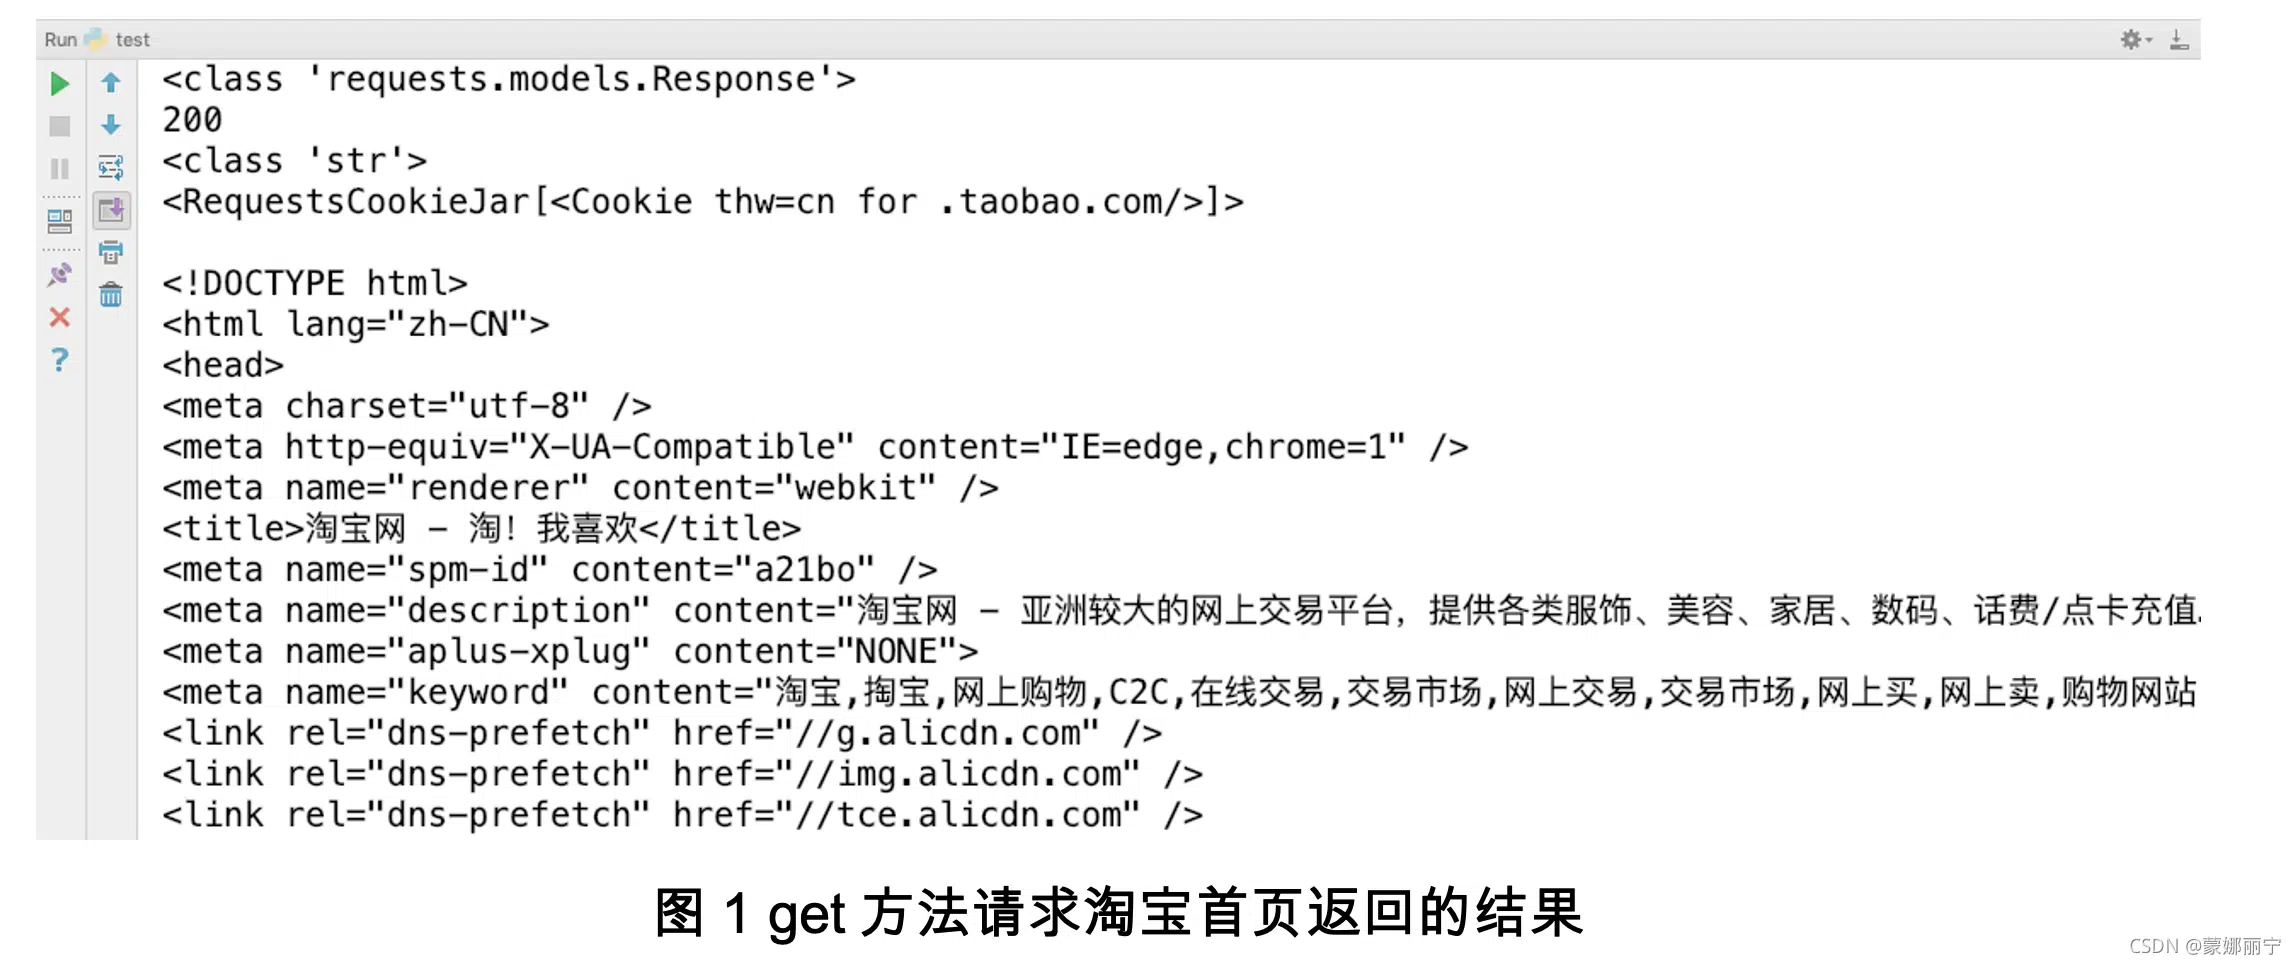 Run test
<class 'requests.models.Response'>
200
<class 'str'>
<RequestsCookieJar[<Cookie thw=cn for .taobao.com/>]>
<!DOCTYPE html>
<html lang="zh-CN">
<head>
<meta charset="utf-8" />
<meta http-equiv="X-UA-Compatible" content="IE=edge,chrome=1" />
<meta name="renderer" content="webkit" />
<title>淘宝网 - 淘！我喜欢</title>
<meta name="spm-id" content="a21bo" />
<meta name="description" content="淘宝网 - 亚洲较大的网上交易平台，提供各类服饰、美容、家居、数码、话费/点卡充值
<meta name="aplus-xplug" content="NONE">
<meta name="keyword" content="淘宝,掏宝,网上购物,C2C,在线交易,交易市场,网上交易,交易市场,网上买,网上卖,购物网站
<link rel="dns-prefetch" href="//g.alicdn.com" />
<link rel="dns-prefetch" href="//img.alicdn.com" />
<link rel="dns-prefetch" href="//tce.alicdn.com" />
图 1 get 方法请求淘宝首页返回的结果
CSDN @蒙娜丽宁